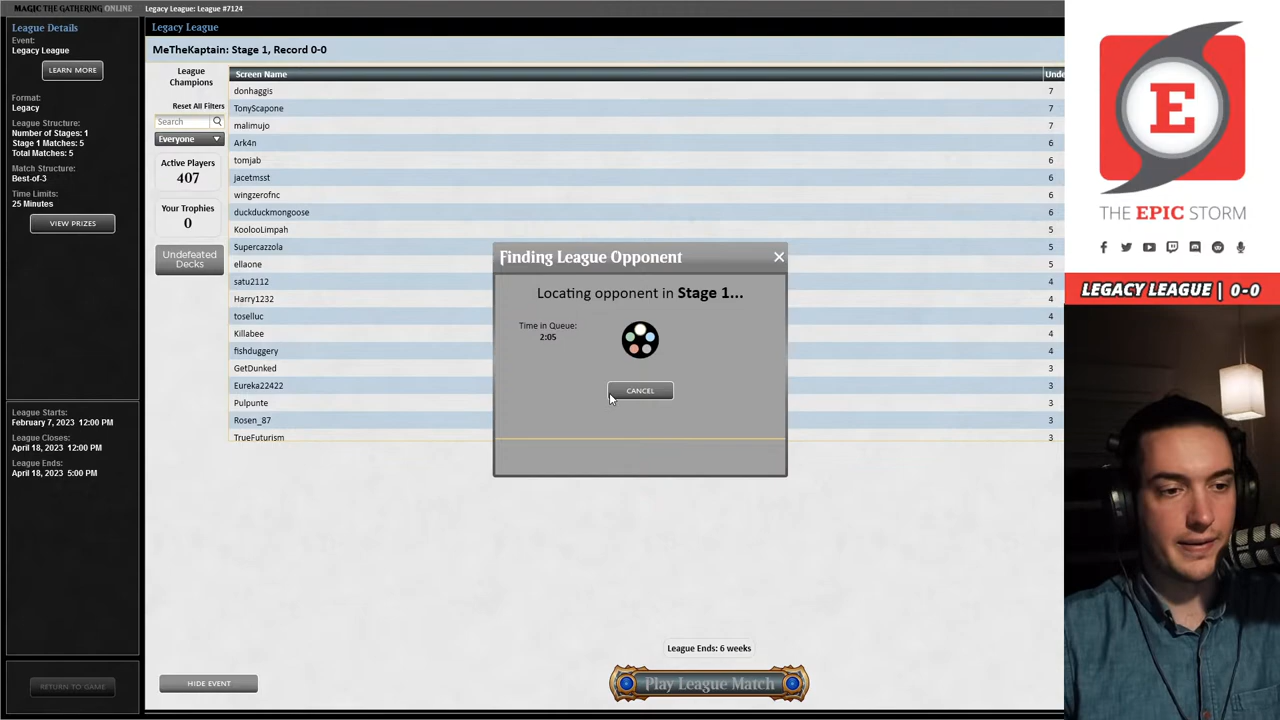 MAGIC THE GATHERING ONLINE
Legacy League: League #7124
League Details
Event:
Legacy League
LEARN MORE
Format:
Legacy
League Structure:
Number of Stages: 1
Stage 1 Matches: 5
Total Matches: 5
Match Structure:
Best-of-3
Time Limits:
25 Minutes
VIEW PRIZES
League Starts:
February 7, 2023 12:00 PM
League Closes:
April 18, 2023 12:00 PM
League Ends:
April 18, 2023 5:00 PM
RETURN TO GAME
Legacy League
MeTheKaptain: Stage 1, Record 0-0
League
Champions
Reset All Filters
Search
Everyone
Active Players
407
Your Trophies
0
Undefeated
Decks
Screen Name Unde
donhaggis 7
TonyScapone 7
malimujo 7
Ark4n 6
tomjab 6
jacetmsst 6
wingzerofnc 6
duckduckmongoose 6
KoolooLimpah 5
Supercazzola 5
ellaone 5
satu2112 4
Harry1232 4
toselluc 4
Killabee 4
fishduggery 4
GetDunked 3
Eureka22422 3
Pulpunte 3
Rosen_87 3
TrueFuturism 3
Finding League Opponent
Locating opponent in Stage 1...
Time in Queue:
2:05
CANCEL
League Ends: 6 weeks
HIDE EVENT
Play League Match
E
THE EPIC STORM
LEGACY LEAGUE | 0-0